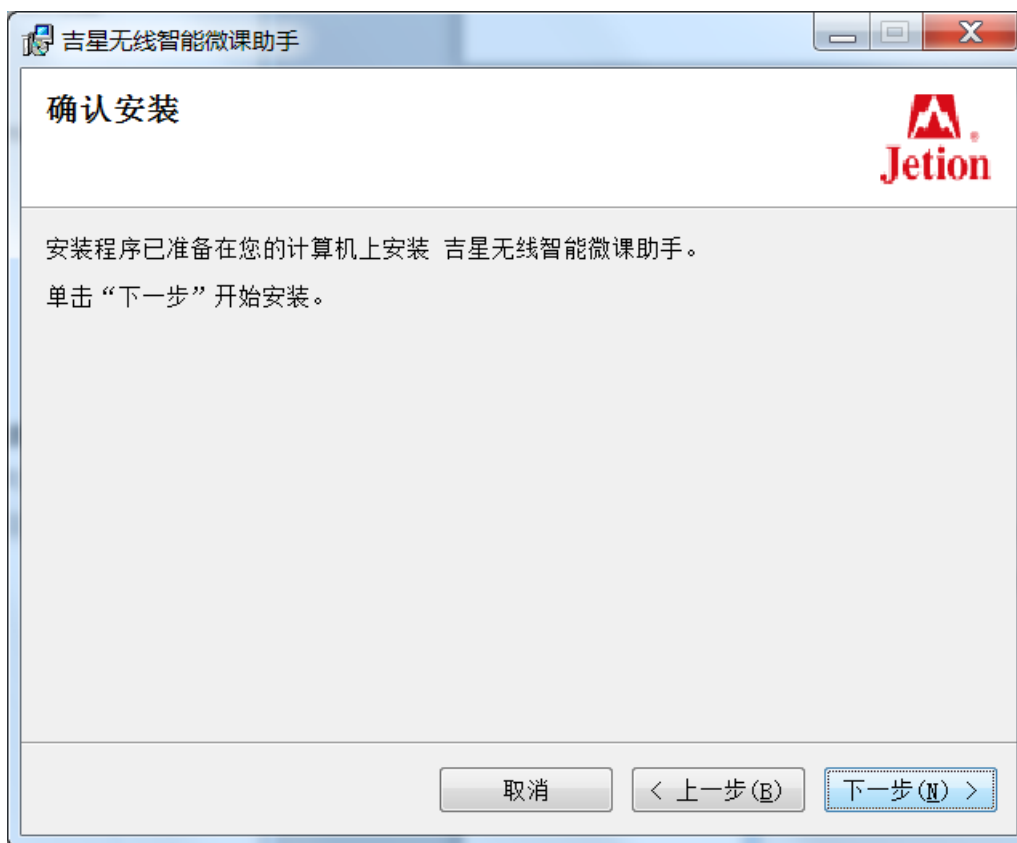 吉星无线智能微课助手
确认安装
Jetion
安装程序已准备在您的计算机上安装 吉星无线智能微课助手。
单击“下一步”开始安装。
取消
< 上一步(B)
下一步(N) >